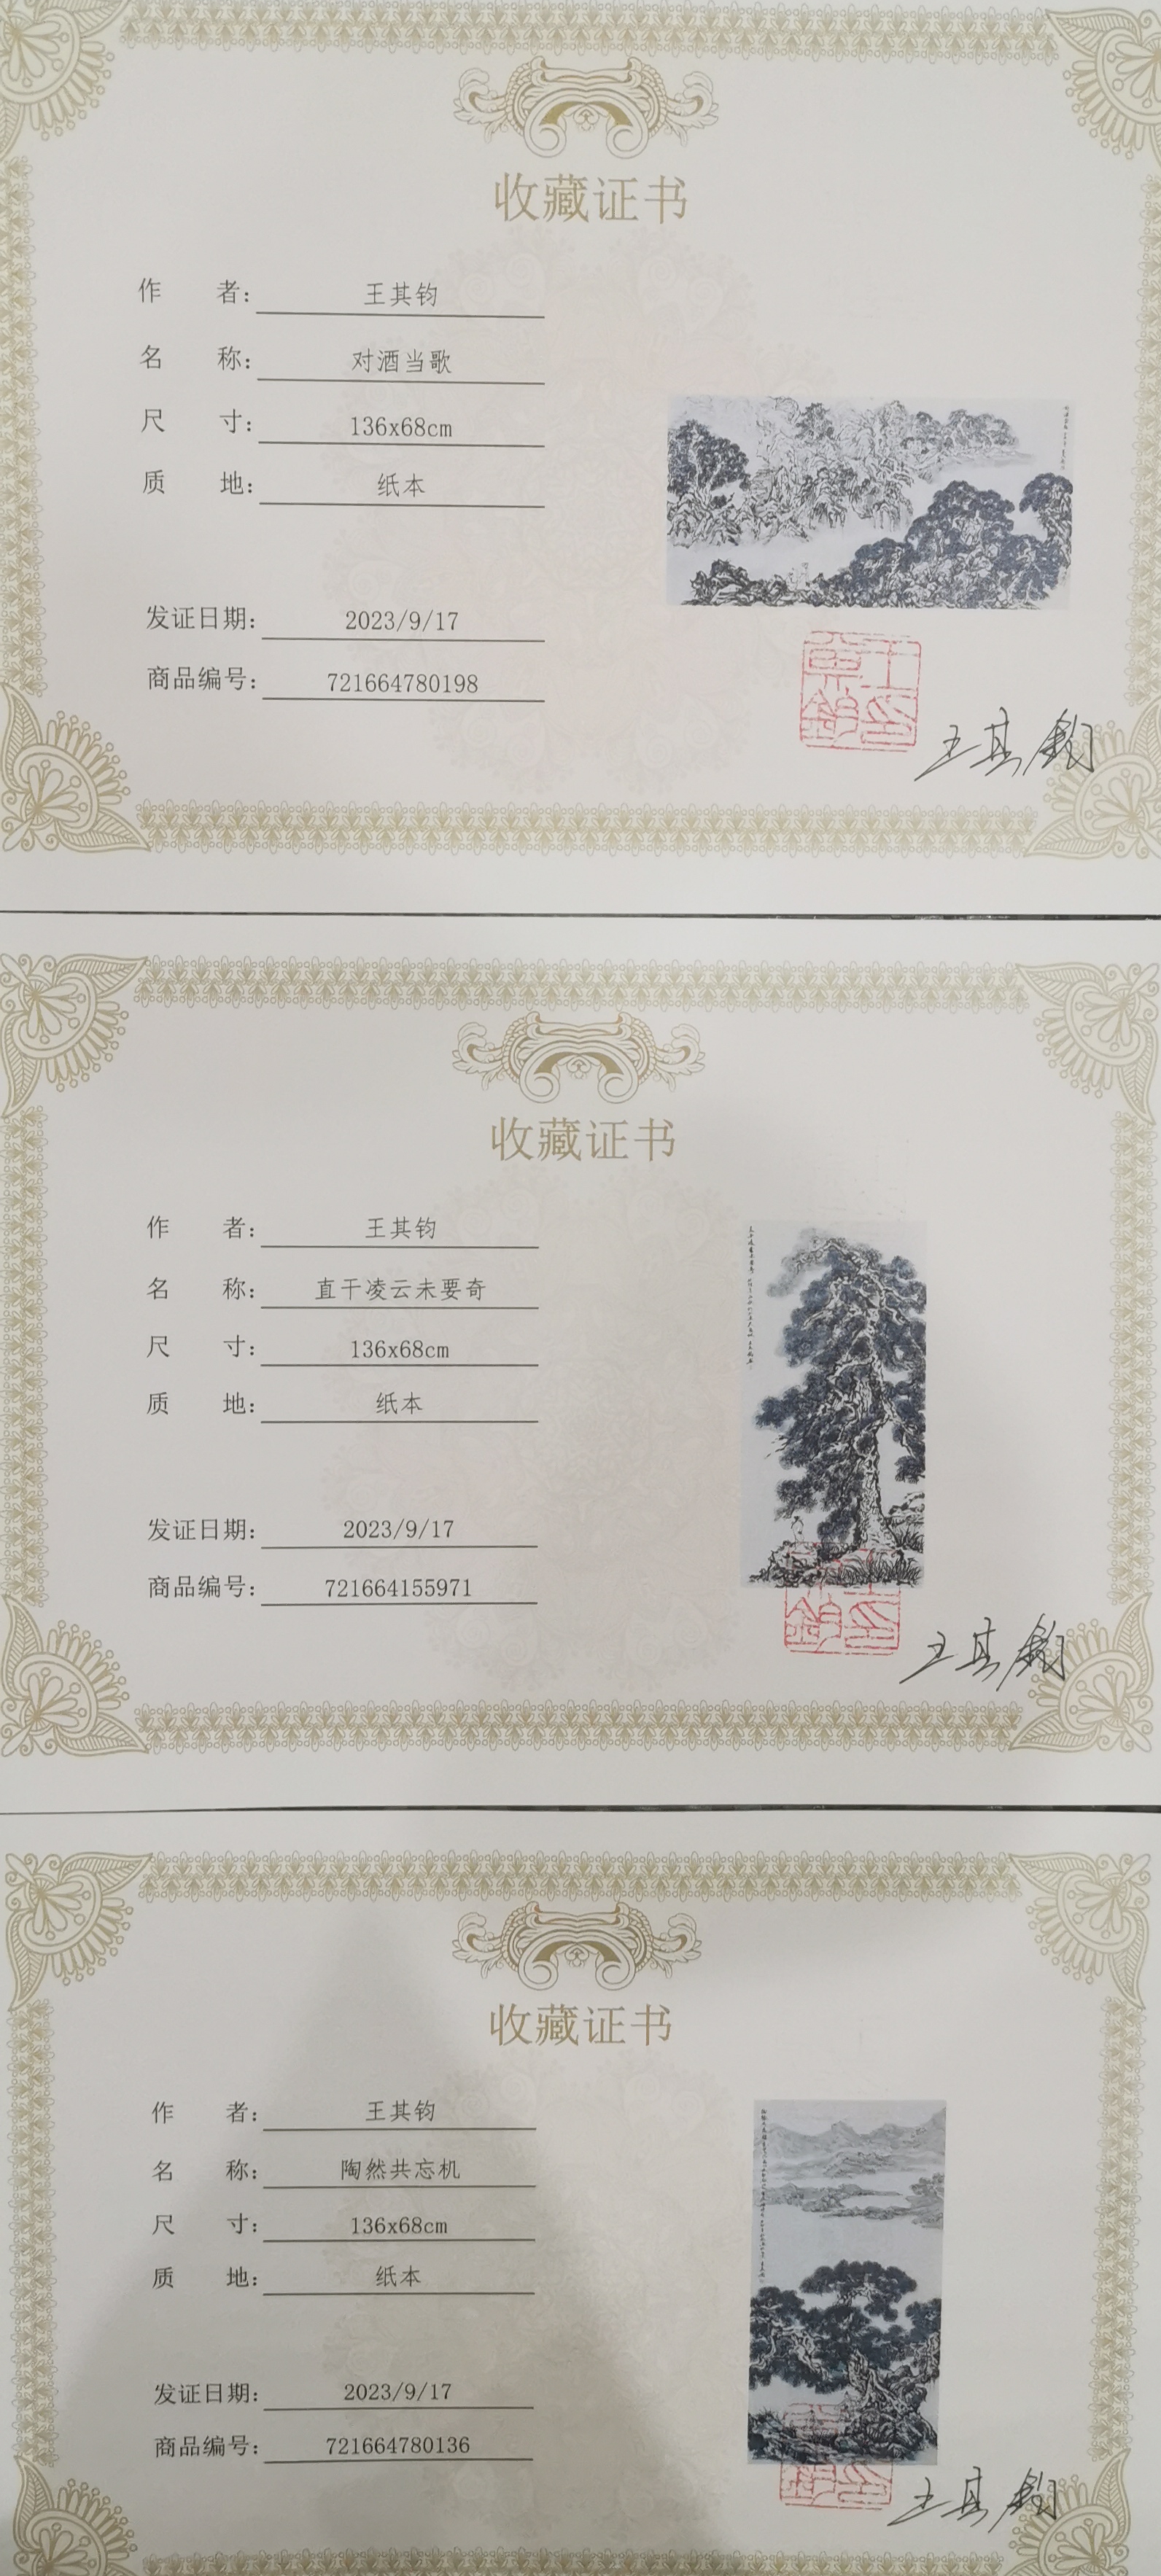 收藏证书
作 者: 王其钧
名 称: 对酒当歌
尺 寸: 136x68cm
质 地: 纸本
发证日期: 2023/9/17
商品编号: 721664780198
王其钧
收藏证书
作 者: 王其钧
名 称: 直干凌云未要奇
尺 寸: 136x68cm
质 地: 纸本
发证日期: 2023/9/17
商品编号: 721664155971
王其钧
收藏证书
作 者: 王其钧
名 称: 陶然共忘机
尺 寸: 136x68cm
质 地: 纸本
发证日期: 2023/9/17
商品编号: 721664780136
王其钧